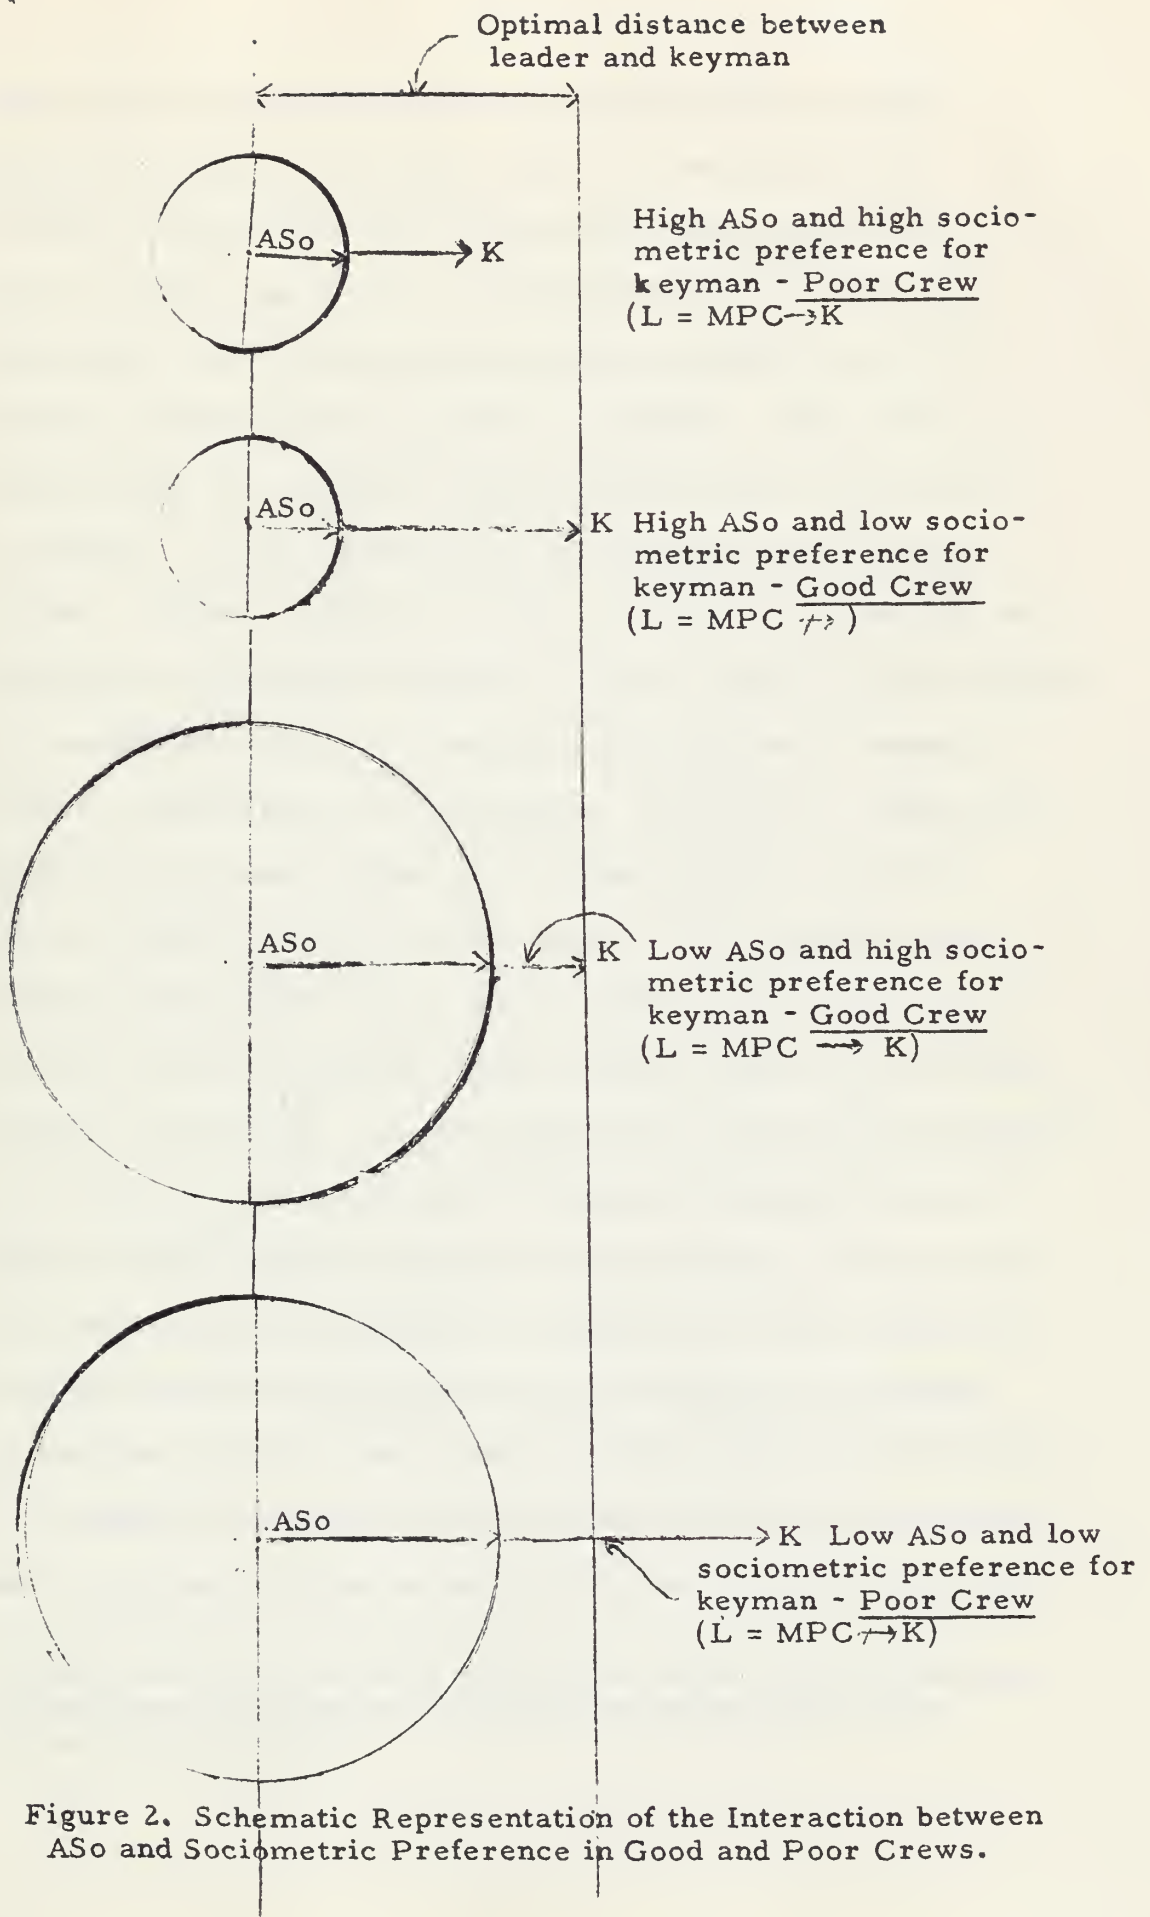 Optimal distance between
leader and keyman
ASo
K
High ASo and high socio-
metric preference for
keyman - Poor Crew
(L = MPC→K
ASo
K High ASo and low socio-
metric preference for
keyman - Good Crew
(L = MPC ↛ )
ASo
K Low ASo and high socio-
metric preference for
keyman - Good Crew
(L = MPC → K)
ASo
K Low ASo and low
sociometric preference for
keyman - Poor Crew
(L = MPC ↛ K)
Figure 2. Schematic Representation of the Interaction between
ASo and Sociometric Preference in Good and Poor Crews.